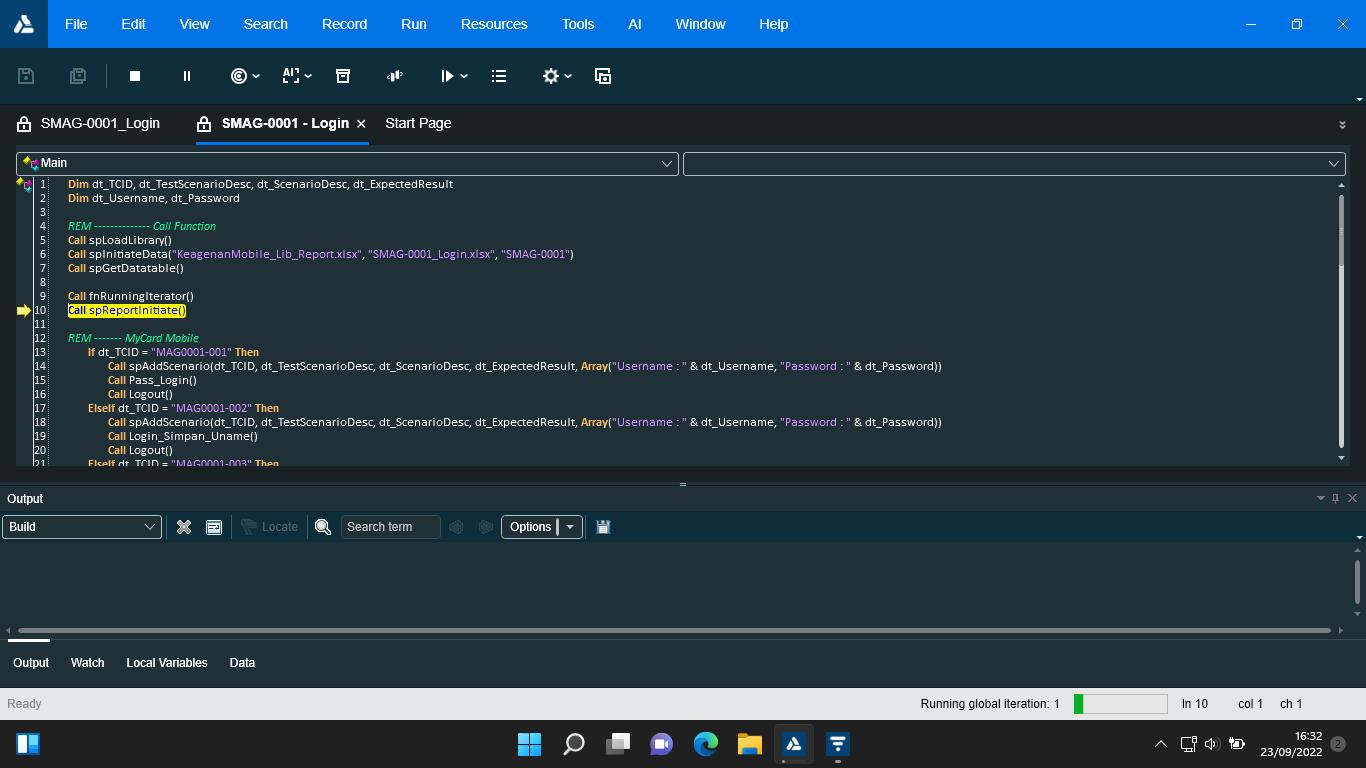 File Edit View Search Record Run Resources Tools AI Window Help
AI
SMAG-0001_Login SMAG-0001 - Login Start Page
Main
1 Dim dt_TCID, dt_TestScenarioDesc, dt_ScenarioDesc, dt_ExpectedResult
2 Dim dt_Username, dt_Password
3
4 REM -------------- Call Function
5 Call spLoadLibrary()
6 Call spInitiateData("KeagenanMobile_Lib_Report.xlsx", "SMAG-0001_Login.xlsx", "SMAG-0001")
7 Call spGetDatatable()
8
9 Call fnRunningIterator()
10 Call spReportInitiate()
11
12 REM ------- MyCard Mobile
13 If dt_TCID = "MAG0001-001" Then
14 Call spAddScenario(dt_TCID, dt_TestScenarioDesc, dt_ScenarioDesc, dt_ExpectedResult, Array("Username : " & dt_Username, "Password : " & dt_Password))
15 Call Pass_Login()
16 Call Logout()
17 ElseIf dt_TCID = "MAG0001-002" Then
18 Call spAddScenario(dt_TCID, dt_TestScenarioDesc, dt_ScenarioDesc, dt_ExpectedResult, Array("Username : " & dt_Username, "Password : " & dt_Password))
19 Call Login_Simpan_Uname()
20 Call Logout()
21 ElseIf dt_TCID = "MAG0001-003" Then
Output
Build Locate Search term Options
Output Watch Local Variables Data
Ready Running global iteration: 1 ln 10 col 1 ch 1
16:32
23/09/2022 2